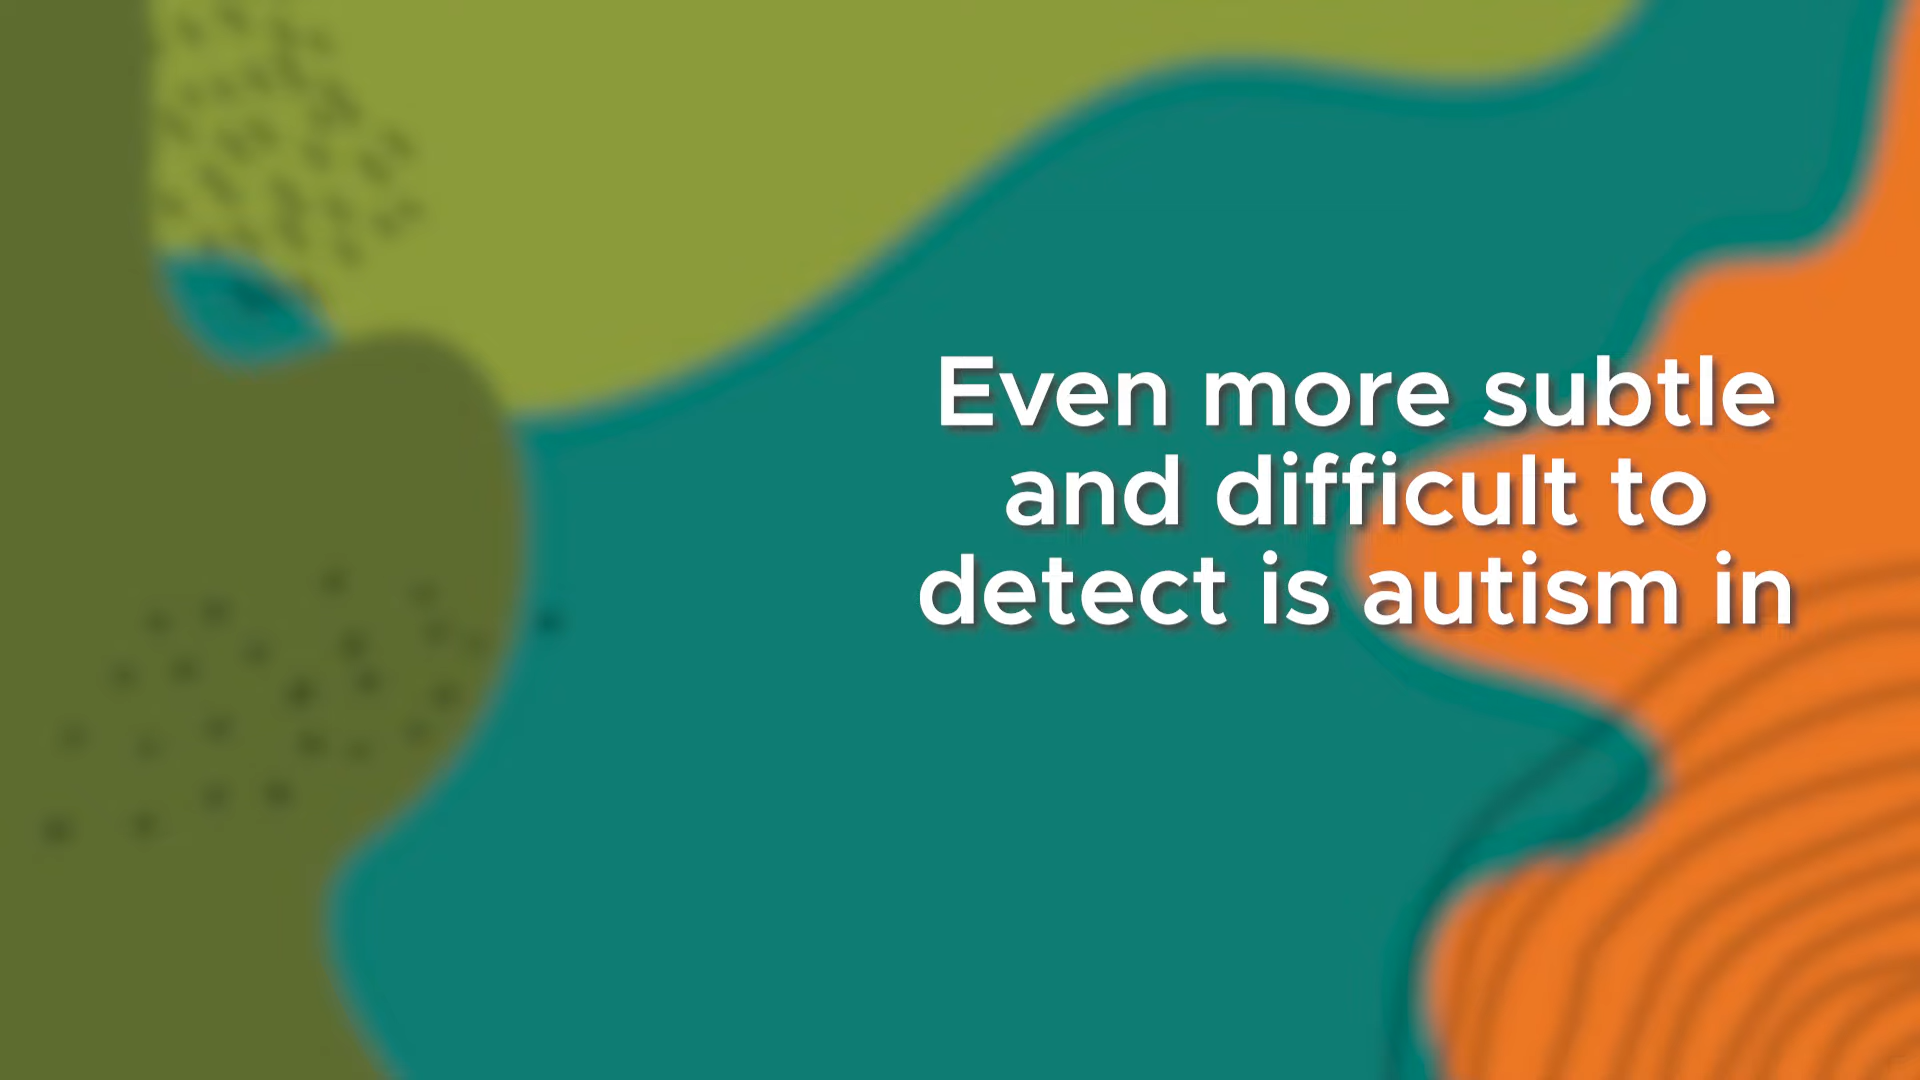 Even more subtle
and difficult to
detect is autism in